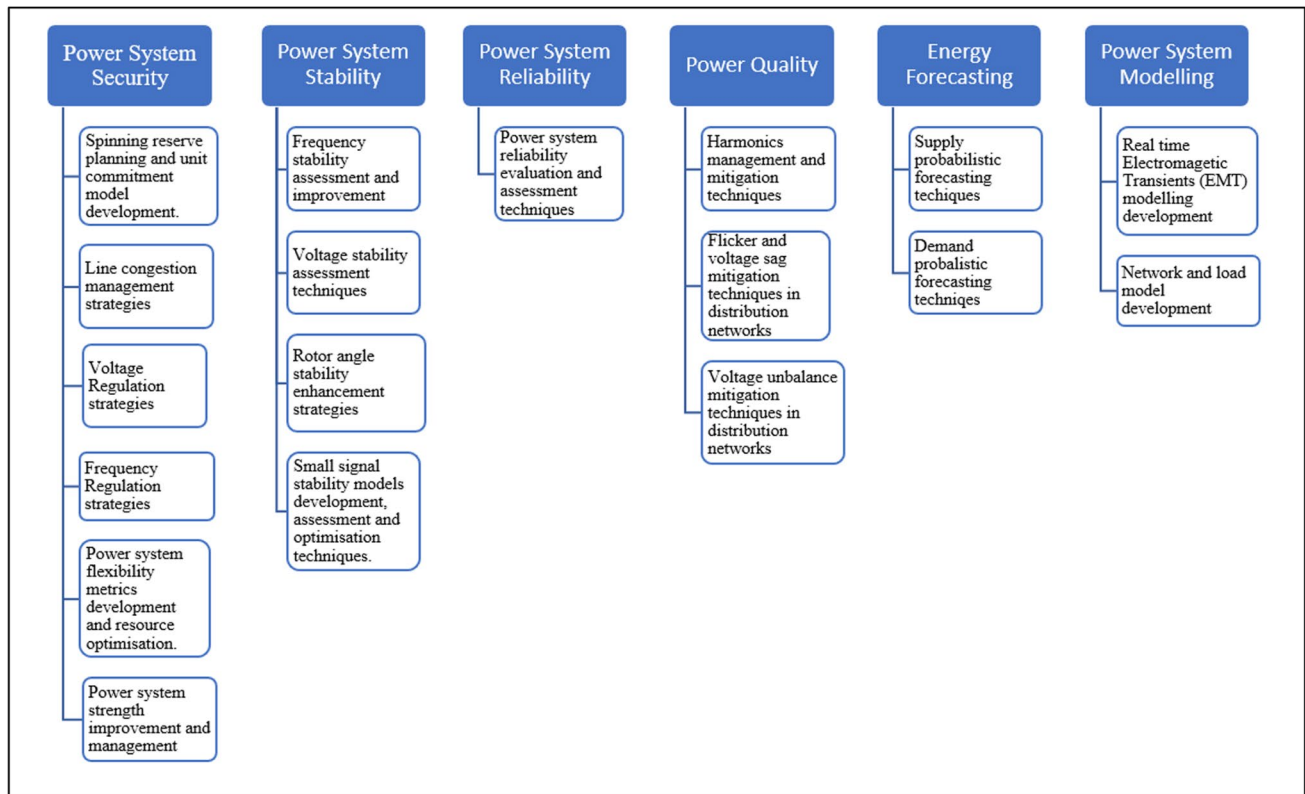 Power System
Security
Spinning reserve
planning and unit
commitment
model
development.
Line congestion
management
strategies
Voltage
Regulation
strategies
Frequency
Regulation
strategies
Power system
flexibility
metrics
development
and resource
optimisation.
Power system
strength
improvement and
management
Power System
Stability
Frequency
stability
assessment and
improvement
Voltage stability
assessment
techniques
Rotor angle
stability
enhancement
strategies
Small signal
stability models
development,
assessment and
optimisation
techniques.
Power System
Reliability
Power system
reliability
evaluation and
assessment
techniques
Power Quality
Harmonics
management and
mitigation
techniques
Flicker and
voltage sag
mitigation
techniques in
distribution
networks
Voltage unbalance
mitigation
techniques in
distribution
networks
Energy
Forecasting
Supply
probabilistic
forecasting
techiques
Demand
probalistic
forecasting
techniqes
Power System
Modelling
Real time
Electromagetic
Transients (EMT)
modelling
development
Network and load
model
development